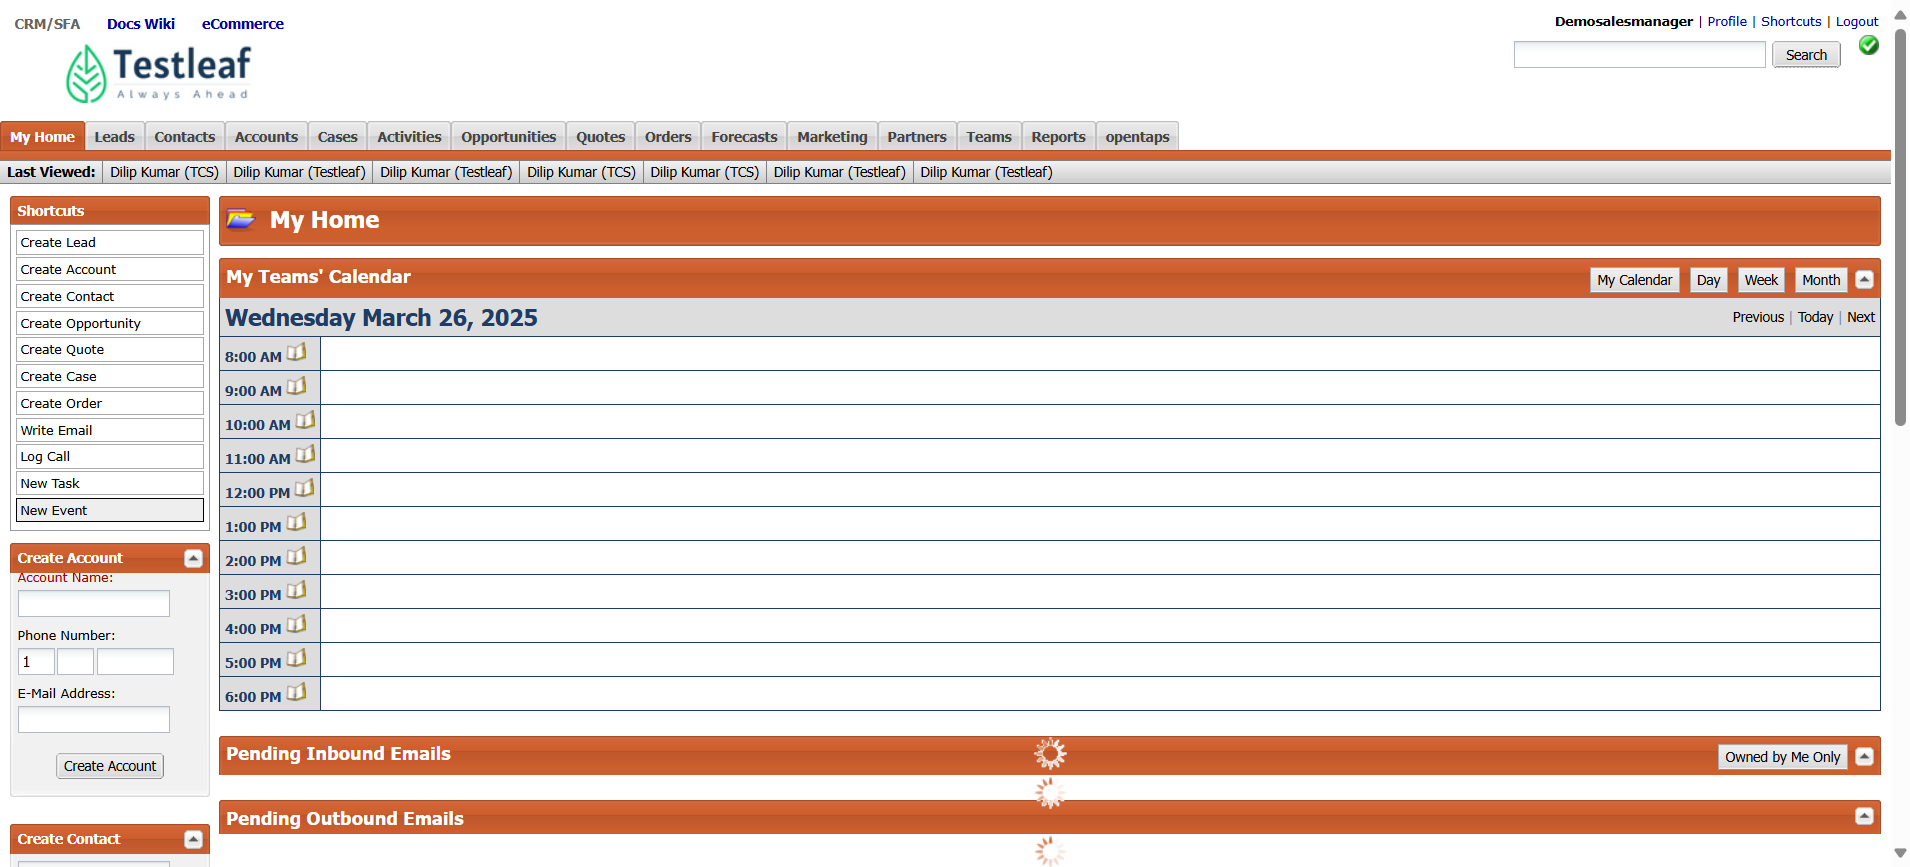 CRM/SFA Docs Wiki eCommerce
Demosalesmanager | Profile | Shortcuts | Logout
Testleaf
Always Ahead
Search
My Home Leads Contacts Accounts Cases Activities Opportunities Quotes Orders Forecasts Marketing Partners Teams Reports opentaps
Last Viewed: Dilip Kumar (TCS) Dilip Kumar (Testleaf) Dilip Kumar (Testleaf) Dilip Kumar (TCS) Dilip Kumar (TCS) Dilip Kumar (Testleaf) Dilip Kumar (Testleaf)
Shortcuts
Create Lead
Create Account
Create Contact
Create Opportunity
Create Quote
Create Case
Create Order
Write Email
Log Call
New Task
New Event
Create Account
Account Name:
Phone Number:
1
E-Mail Address:
Create Account
Create Contact
My Home
My Teams' Calendar
My Calendar Day Week Month
Wednesday March 26, 2025
Previous | Today | Next
8:00 AM
9:00 AM
10:00 AM
11:00 AM
12:00 PM
1:00 PM
2:00 PM
3:00 PM
4:00 PM
5:00 PM
6:00 PM
Pending Inbound Emails
Owned by Me Only
Pending Outbound Emails